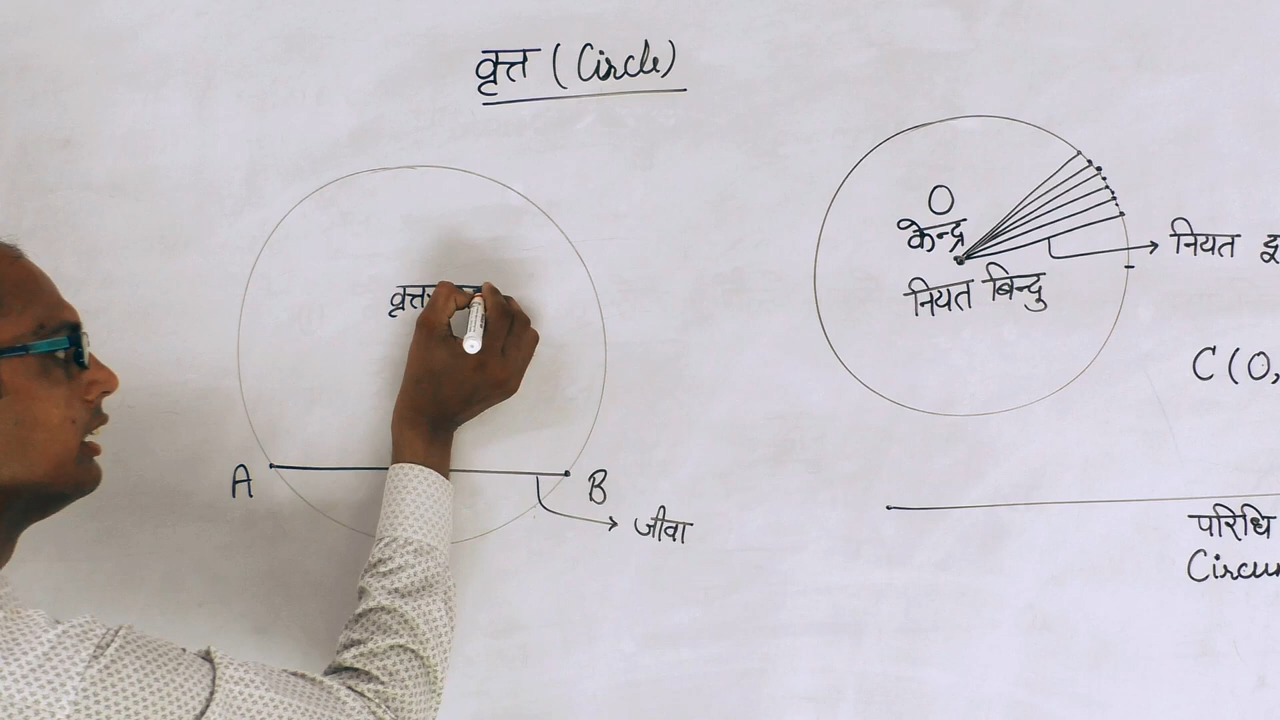 वृत्त (Circle)
O
केन्द्र
नियत बिन्दु
नियत
C(O,
A
B
जीवा
परिधि